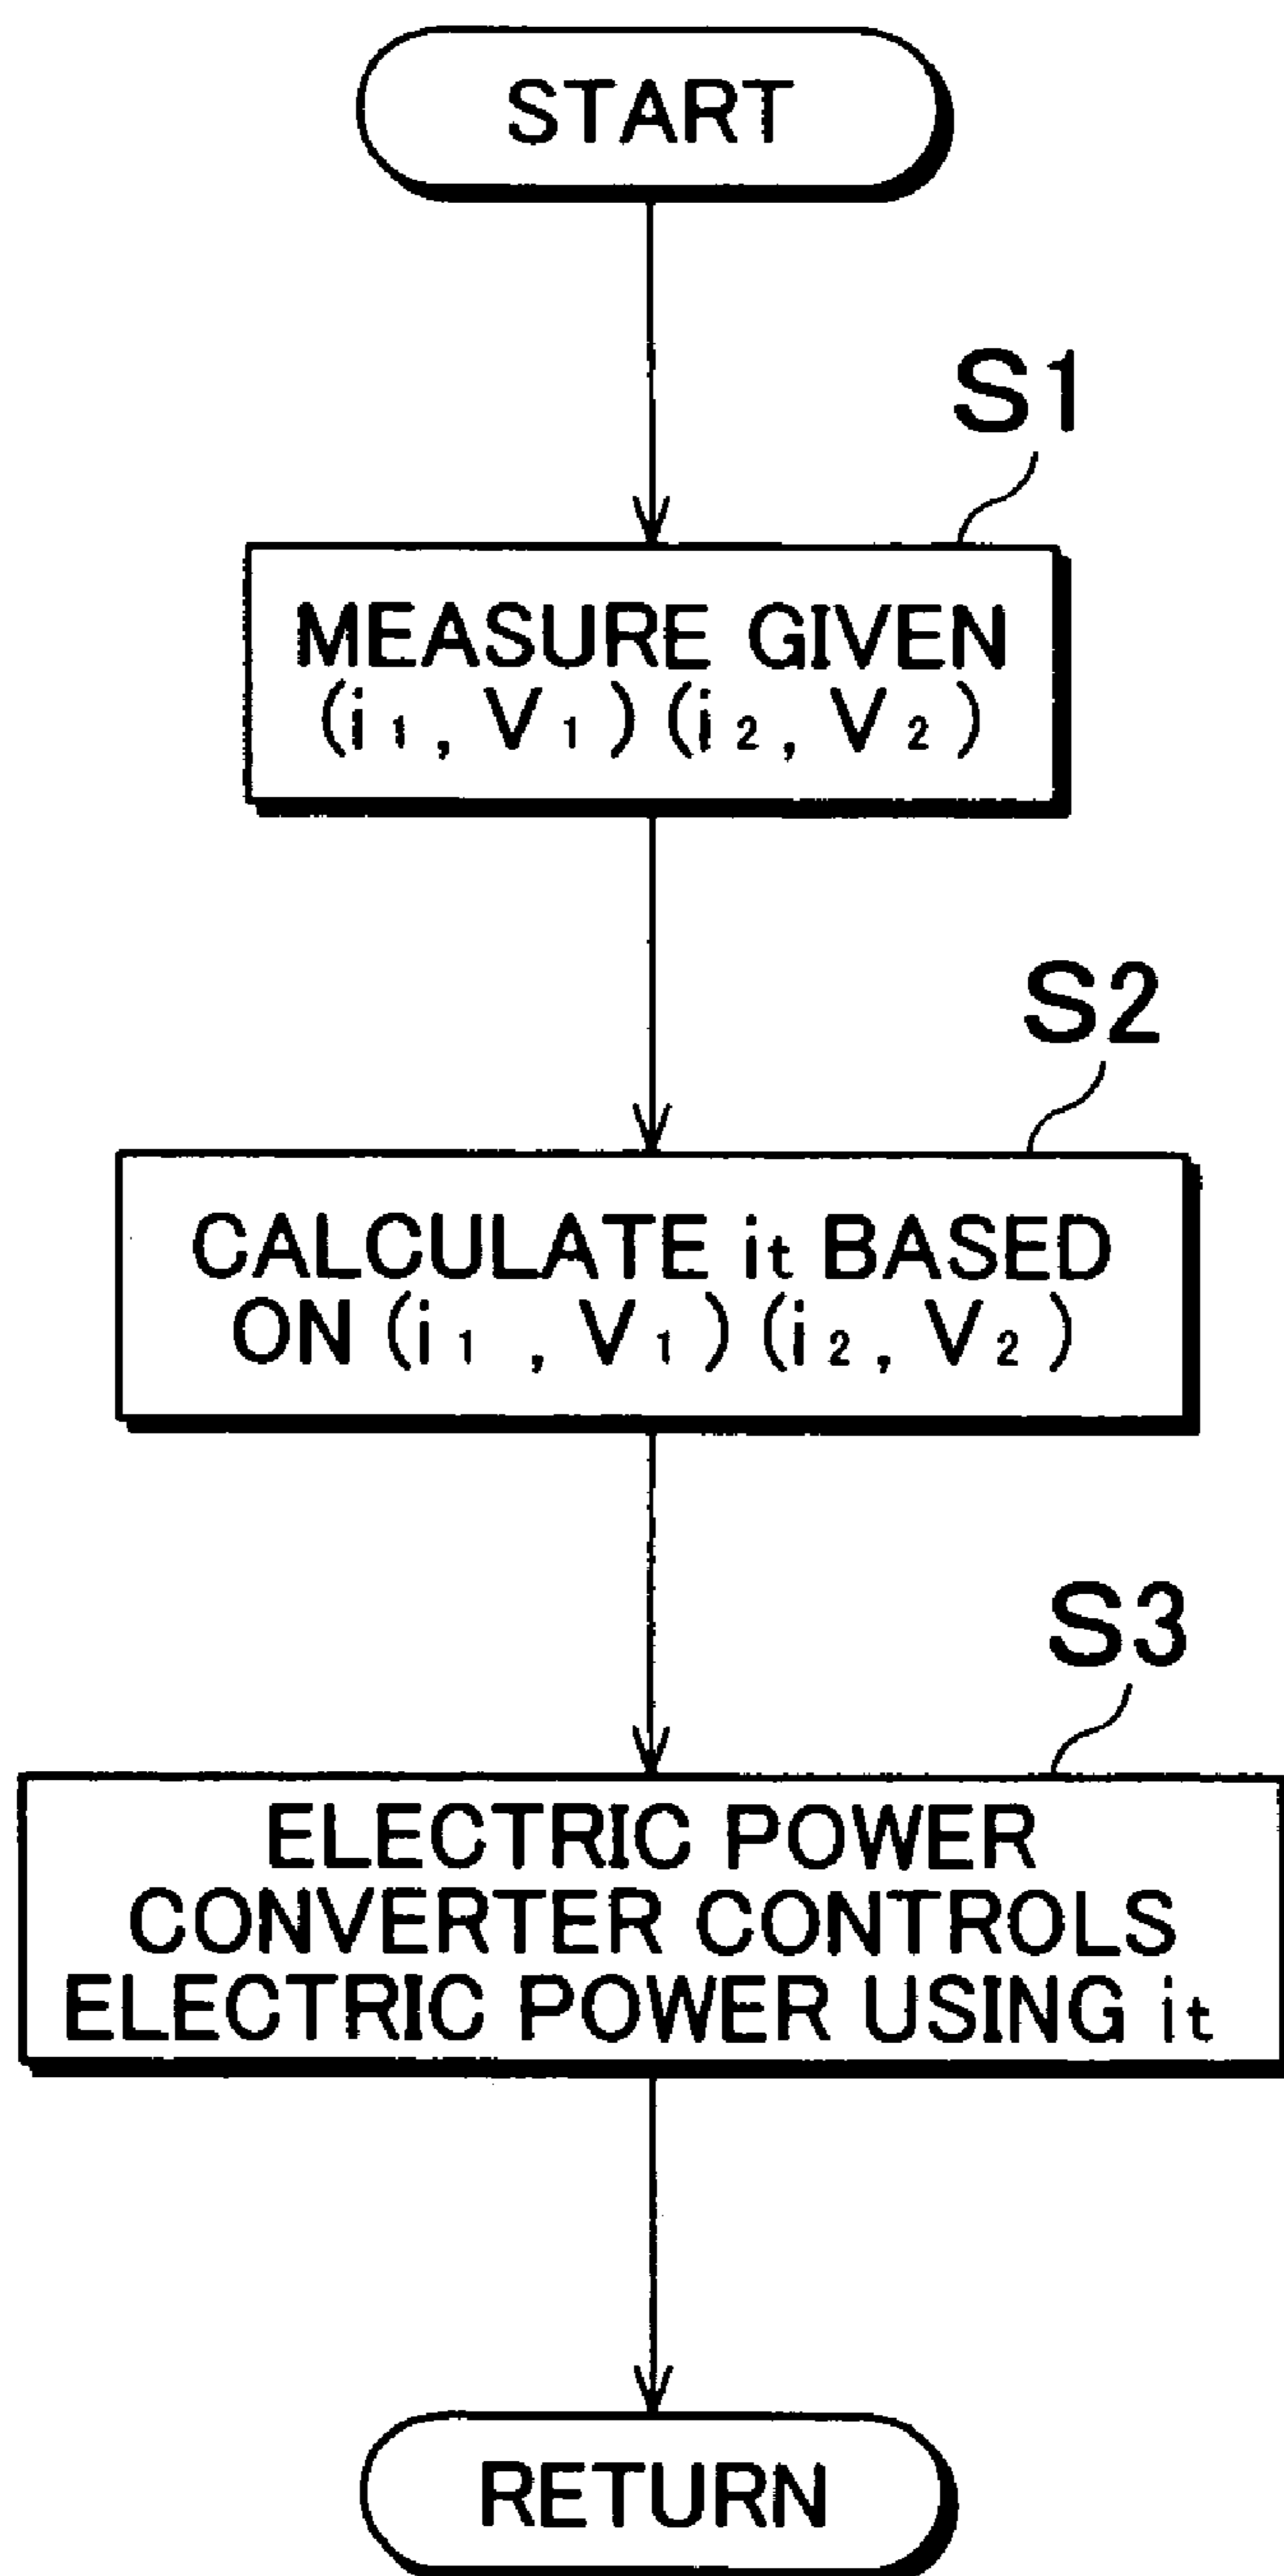 START
S1
MEASURE GIVEN
(i₁, V₁)(i₂, V₂)
S2
CALCULATE iₜ BASED
ON (i₁, V₁)(i₂, V₂)
S3
ELECTRIC POWER
CONVERTER CONTROLS
ELECTRIC POWER USING iₜ
RETURN